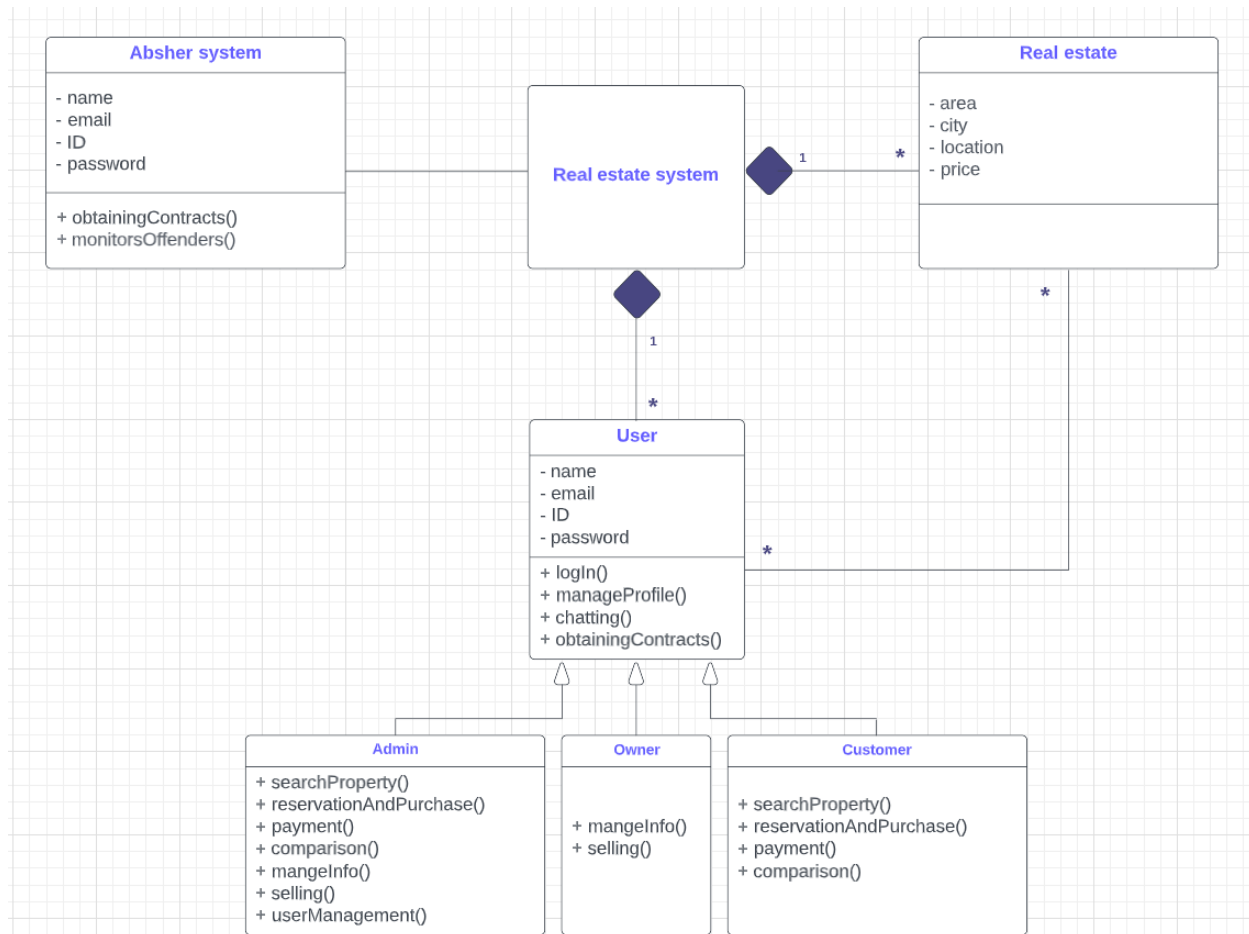 Absher system
- name
- email
- ID
- password
+ obtainingContracts()
+ monitorsOffenders()
Real estate system
1
*
Real estate
- area
- city
- location
- price
*
1
*
User
- name
- email
- ID
- password
+ logIn()
+ manageProfile()
+ chatting()
+ obtainingContracts()
*
Admin
+ searchProperty()
+ reservationAndPurchase()
+ payment()
+ comparison()
+ mangeInfo()
+ selling()
+ userManagement()
Owner
+ mangeInfo()
+ selling()
Customer
+ searchProperty()
+ reservationAndPurchase()
+ payment()
+ comparison()